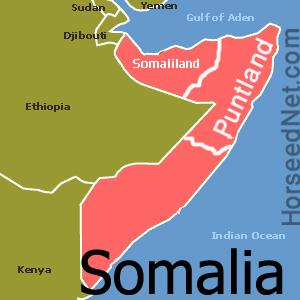 Sudan
Yemen
Gulf of Aden
Djibouti
Somaliland
Puntland
Ethiopia
HorseedNet.com
Indian Ocean
Kenya
Somalia